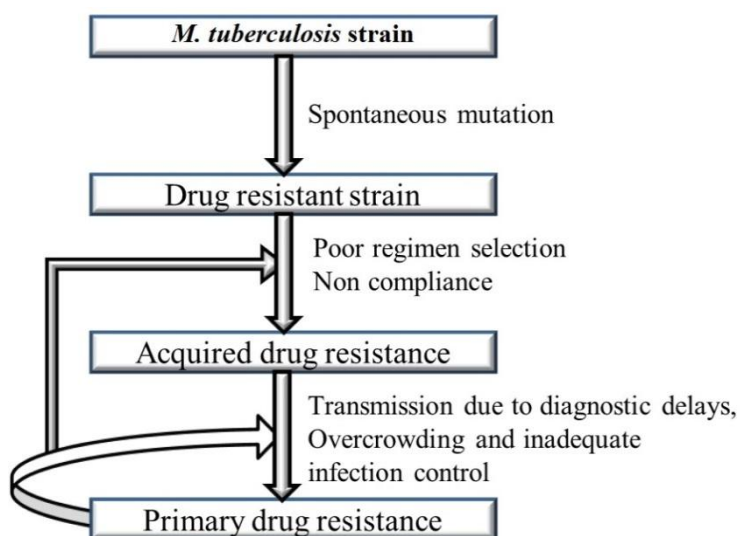 M. tuberculosis strain
Spontaneous mutation
Drug resistant strain
Poor regimen selection
Non compliance
Acquired drug resistance
Transmission due to diagnostic delays,
Overcrowding and inadequate
infection control
Primary drug resistance